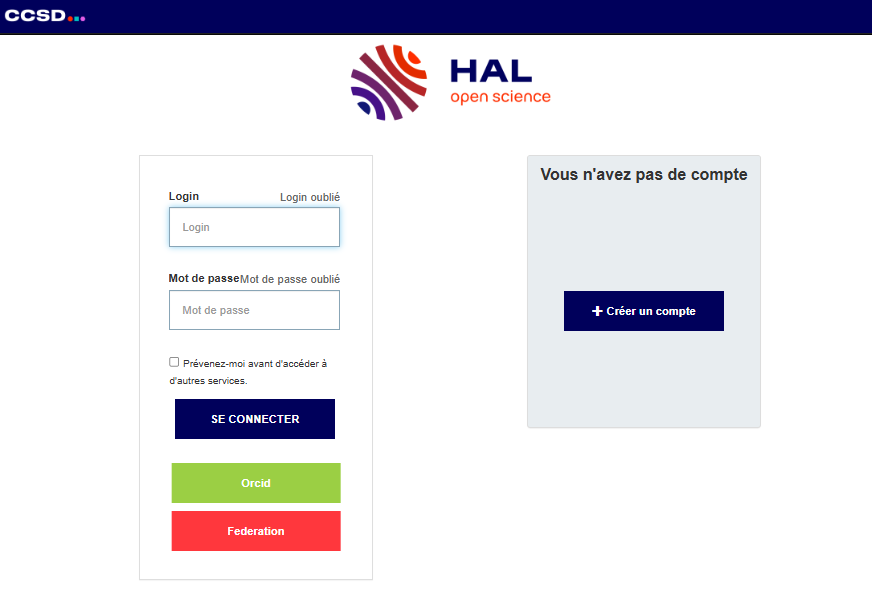 CCSD
HAL
open science
Login
Login oublié
Login
Mot de passe
Mot de passe oublié
Mot de passe
Prévenez-moi avant d'accéder à
d'autres services.
SE CONNECTER
Orcid
Federation
Vous n'avez pas de compte
Créer un compte